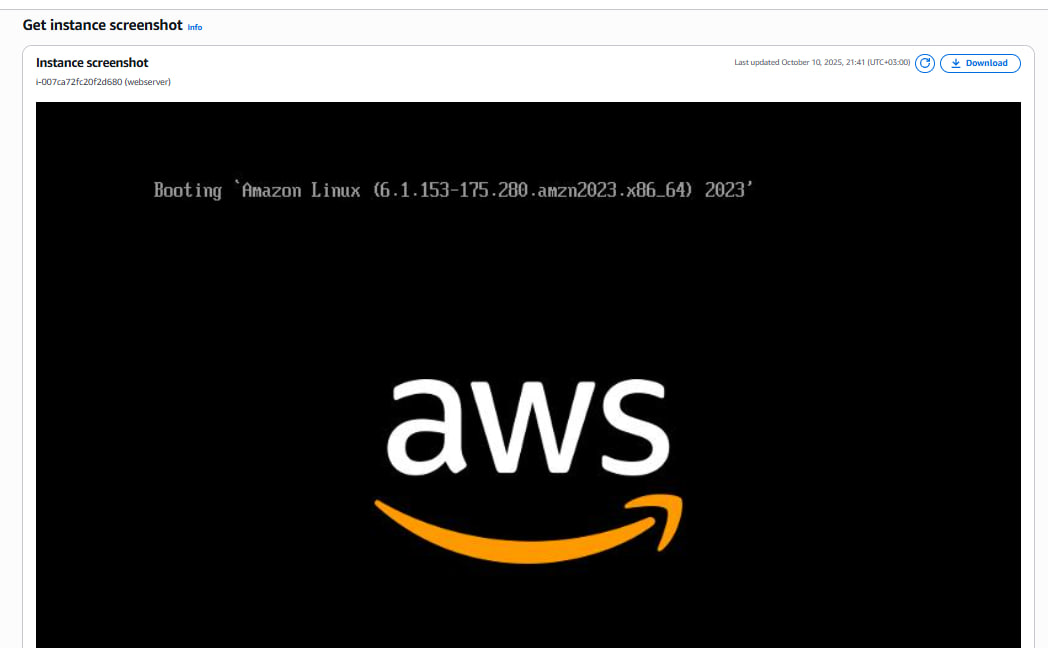 Get instance screenshot Info
Instance screenshot
Last updated October 10, 2025, 21:41 (UTC+03:00)
Download
i-007ca72fc20f2d680 (webserver)
Booting `Amazon Linux (6.1.153-175.280.amzn2023.x86_64) 2023'
aws